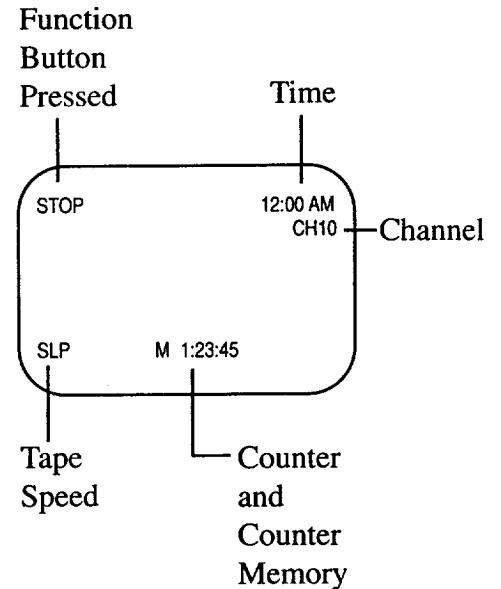 Function
Button
Pressed
Time
STOP
12:00 AM
CH10
Channel
SLP
M 1:23:45
Tape
Speed
Counter
and
Counter
Memory